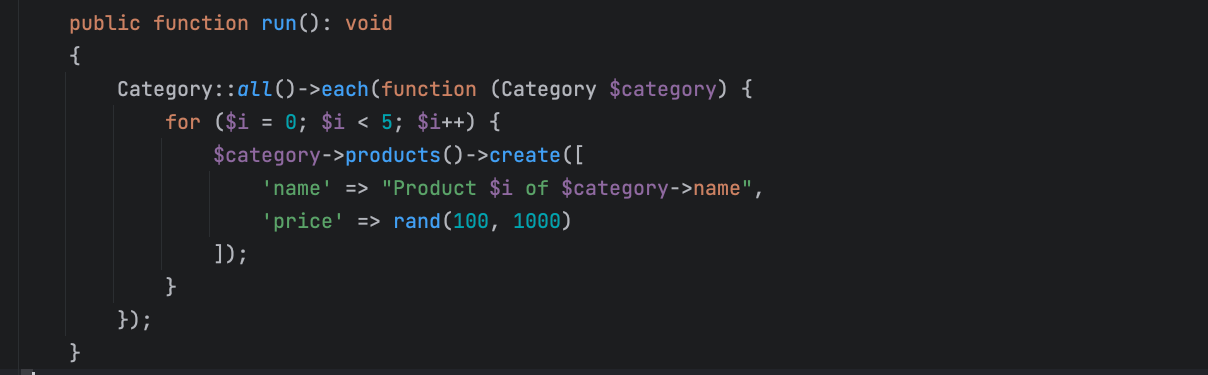 public function run(): void
{
Category::all()->each(function (Category $category) {
for ($i = 0; $i < 5; $i++) {
$category->products()->create([
'name' => "Product $i of $category->name",
'price' => rand(100, 1000)
]);
}
});
}